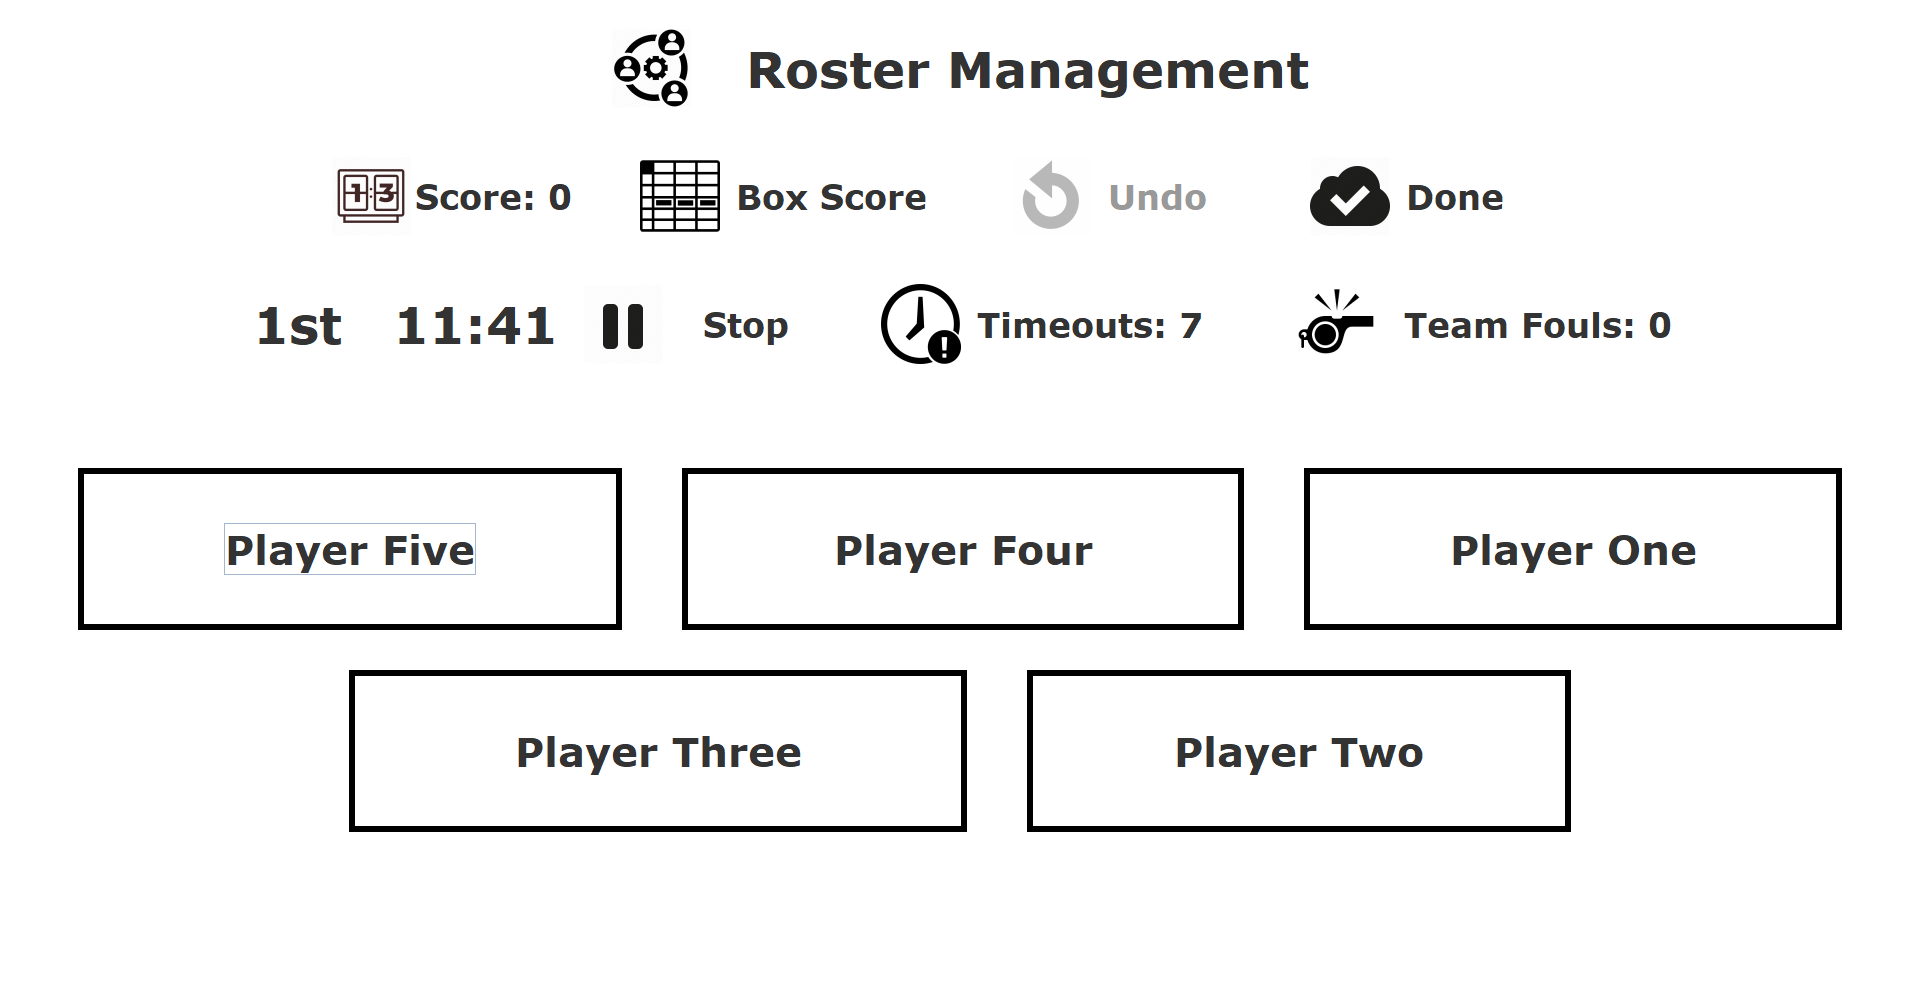 Roster Management
1:3 Score: 0 Box Score Undo Done
1st 11:41 Stop Timeouts: 7 Team Fouls: 0
Player Five Player Four Player One
Player Three Player Two